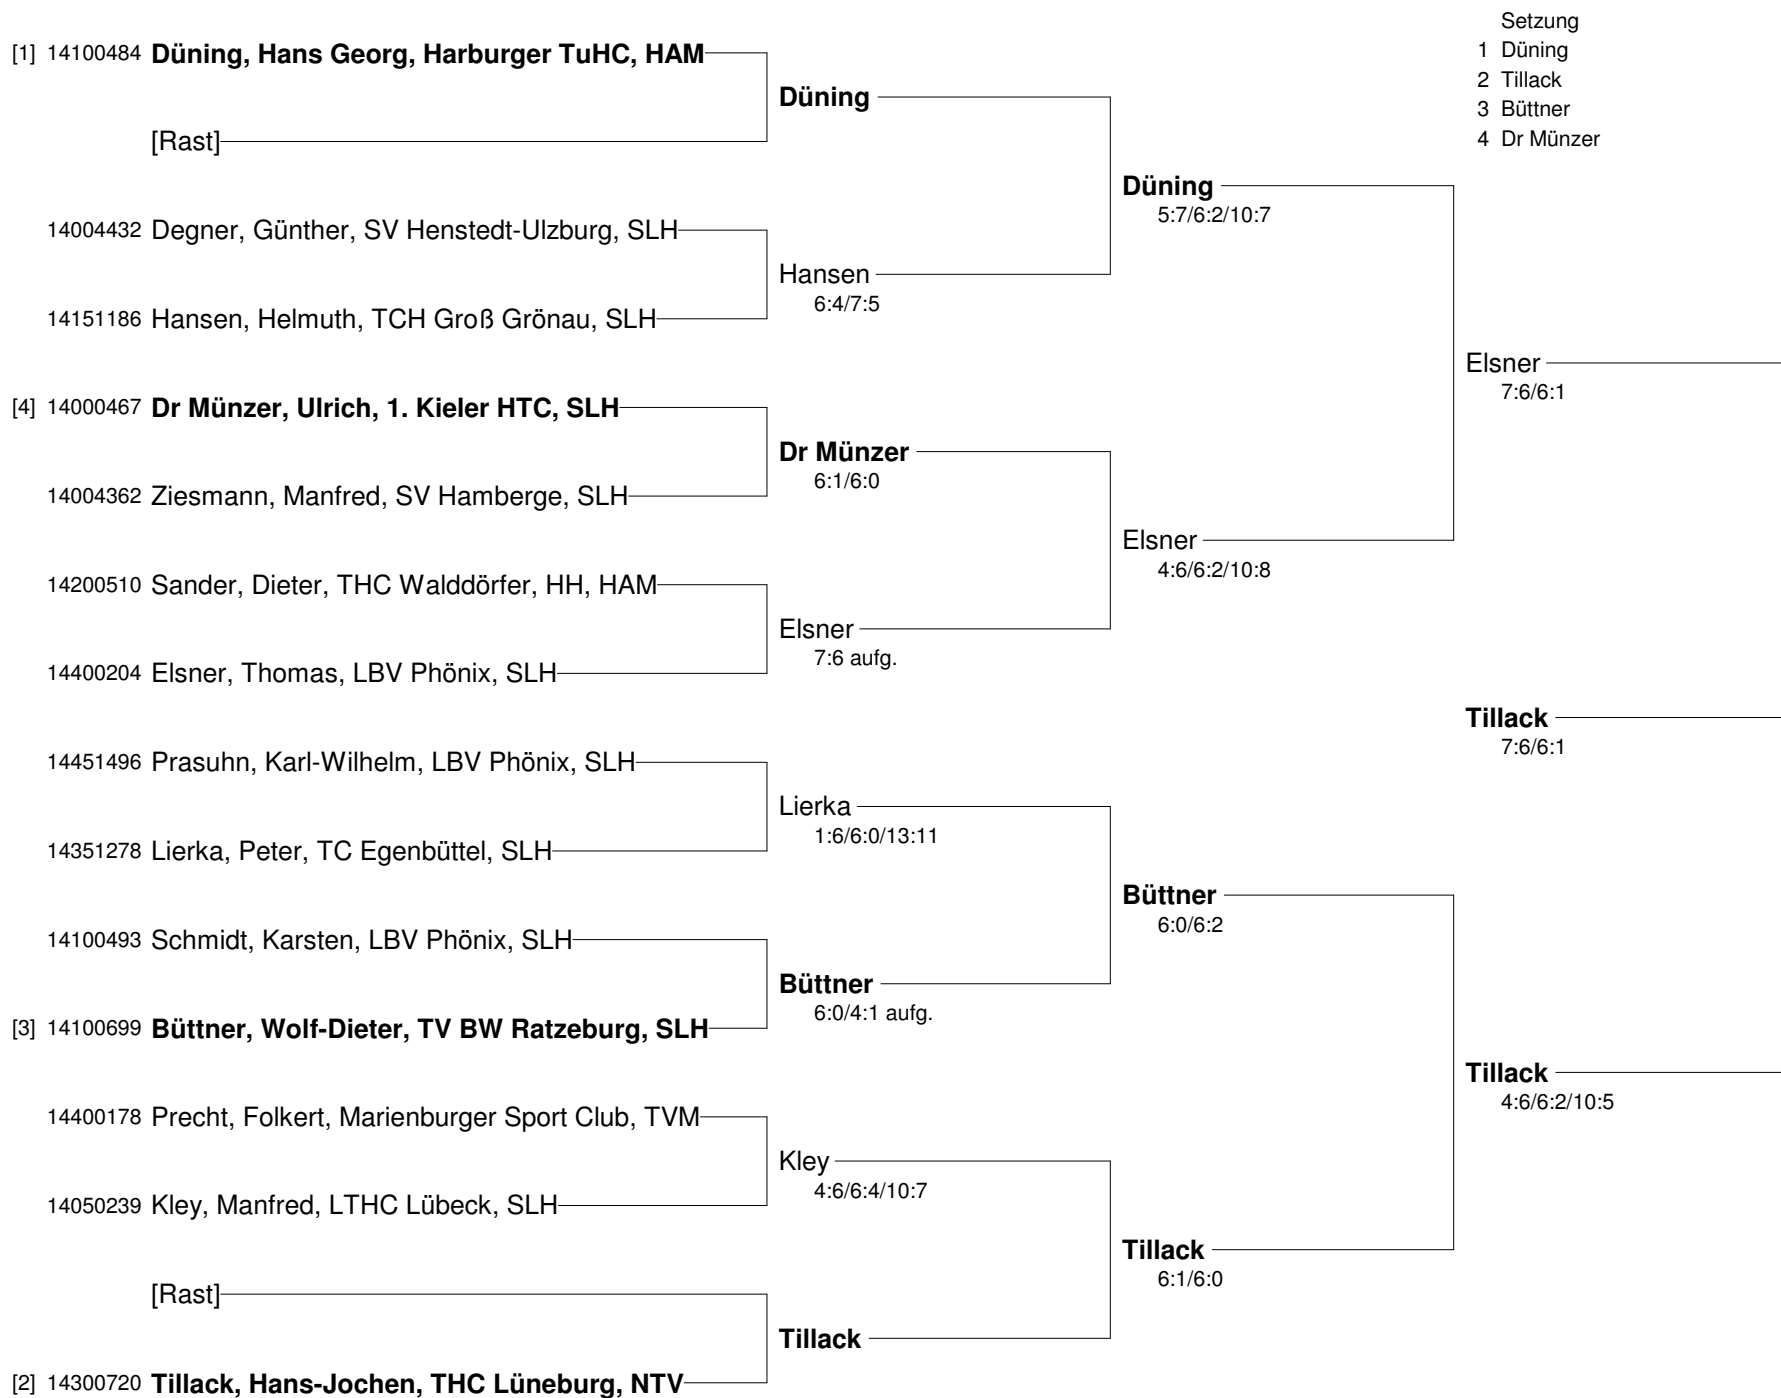 Setzung
1 Düning
2 Tillack
3 Büttner
4 Dr Münzer
[1] 14100484 Düning, Hans Georg, Harburger TuHC, HAM
Düning
[Rast]
Düning
5:7/6:2/10:7
14004432 Degner, Günther, SV Henstedt-Ulzburg, SLH
Hansen
6:4/7:5
14151186 Hansen, Helmuth, TCH Groß Grönau, SLH
Elsner
7:6/6:1
[4] 14000467 Dr Münzer, Ulrich, 1. Kieler HTC, SLH
Dr Münzer
6:1/6:0
14004362 Ziesmann, Manfred, SV Hamberge, SLH
Elsner
4:6/6:2/10:8
14200510 Sander, Dieter, THC Walddörfer, HH, HAM
Elsner
7:6 aufg.
14400204 Elsner, Thomas, LBV Phönix, SLH
Tillack
7:6/6:1
14451496 Prasuhn, Karl-Wilhelm, LBV Phönix, SLH
Lierka
1:6/6:0/13:11
14351278 Lierka, Peter, TC Egenbüttel, SLH
Büttner
6:0/6:2
14100493 Schmidt, Karsten, LBV Phönix, SLH
Büttner
6:0/4:1 aufg.
[3] 14100699 Büttner, Wolf-Dieter, TV BW Ratzeburg, SLH
Tillack
4:6/6:2/10:5
14400178 Precht, Folkert, Marienburger Sport Club, TVM
Kley
4:6/6:4/10:7
14050239 Kley, Manfred, LTHC Lübeck, SLH
Tillack
6:1/6:0
[Rast]
Tillack
[2] 14300720 Tillack, Hans-Jochen, THC Lüneburg, NTV